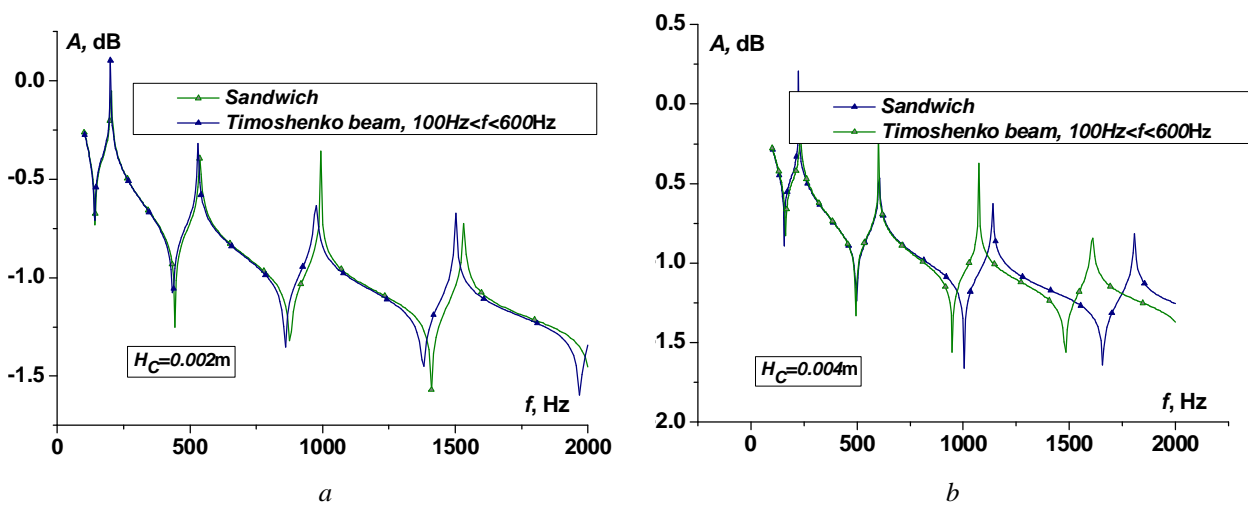 A, dB
0.0
-0.5
-1.0
-1.5
Sandwich
Timoshenko beam, 100Hz<f<600Hz
H_C=0.002m
f, Hz
0 500 1000 1500 2000
a
A, dB
0.5
0.0
0.5
1.0
1.5
2.0
Sandwich
Timoshenko beam, 100Hz<f<600Hz
H_C=0.004m
f, Hz
0 500 1000 1500 2000
b